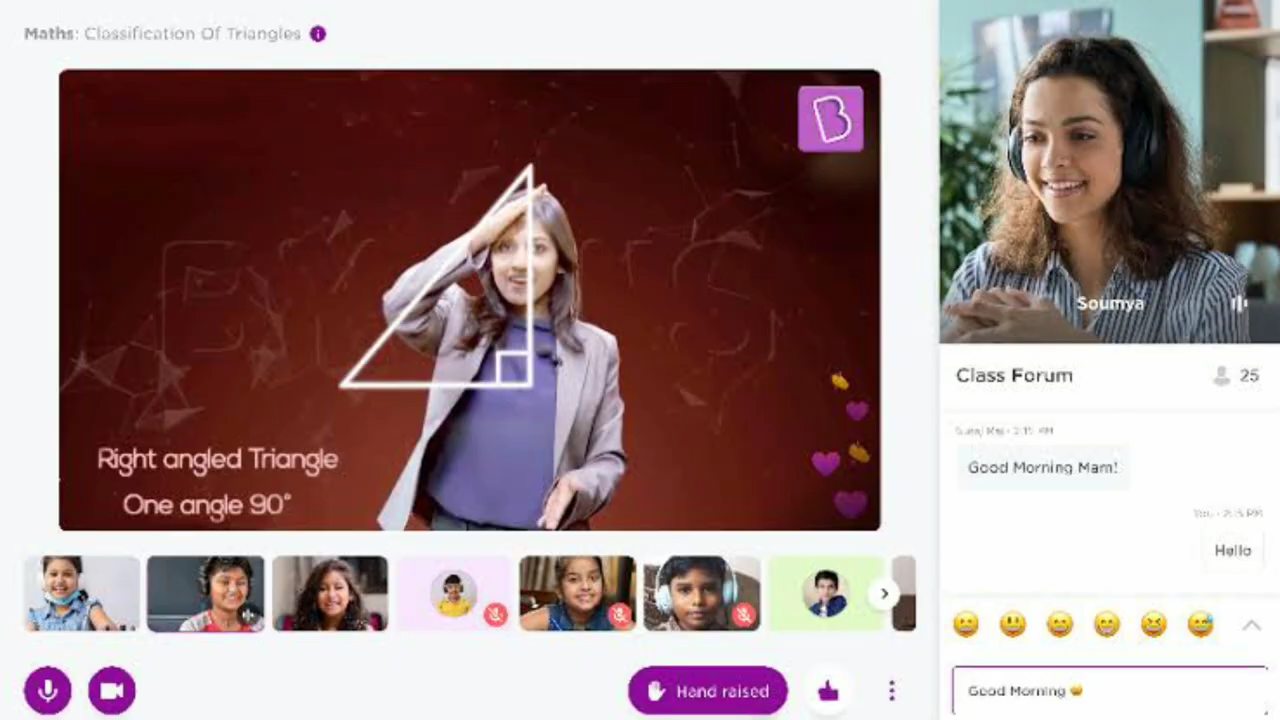 Maths: Classification Of Triangles
B
Right angled Triangle
One angle 90°
Soumya
Class Forum
25
Good Morning Mam!
Hello
Hand raised
Good Morning 😄